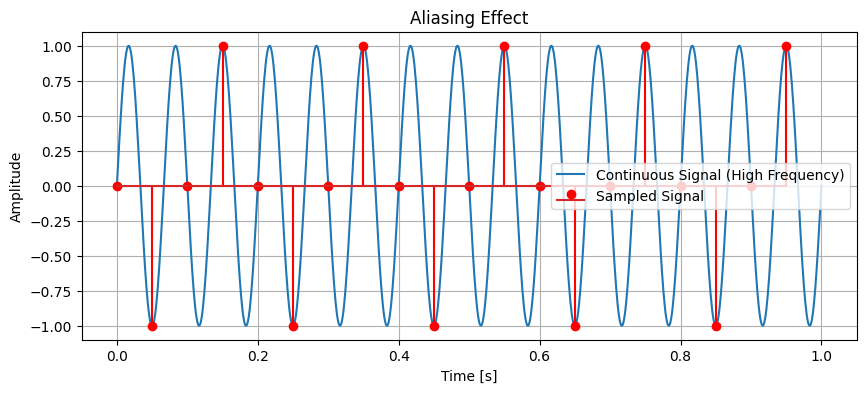 Aliasing Effect
Amplitude
1.00
0.75
0.50
0.25
0.00
−0.25
−0.50
−0.75
−1.00
Continuous Signal (High Frequency)
Sampled Signal
0.0 0.2 0.4 0.6 0.8 1.0
Time [s]